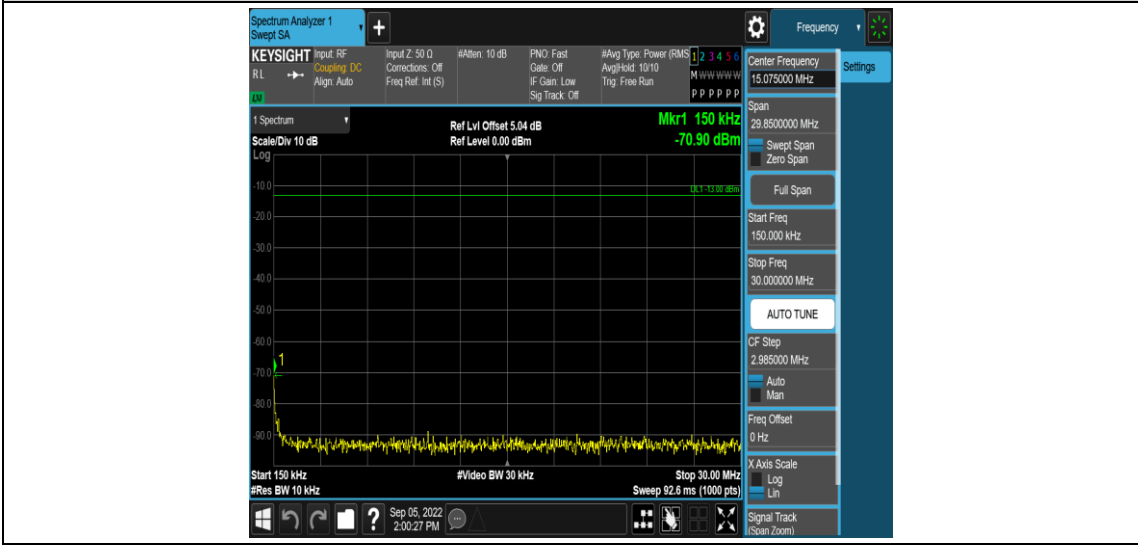 Spectrum Analyzer 1
Swept SA
+
Frequency
KEYSIGHT
Input: RF
Input Z: 50 Ω
#Atten: 10 dB
PNO: Fast
#Avg Type: Power (RMS
1 2 3 4 5 6
RL
Coupling: DC
Corrections: Off
Gate: Off
Avg|Hold: 10/10
M W W W W W
Align: Auto
Freq Ref: Int (S)
IF Gain: Low
Trig: Free Run
Sig Track: Off
P P P P P P
1 Spectrum
Ref Lvl Offset 5.04 dB
Mkr1 150 kHz
Scale/Div 10 dB
Ref Level 0.00 dBm
-70.90 dBm
Log
DL1 -13.00 dBm
-10.0
-20.0
-30.0
-40.0
-50.0
-60.0
1
-70.0
-80.0
-90.0
Start 150 kHz
#Video BW 30 kHz
Stop 30.00 MHz
#Res BW 10 kHz
Sweep 92.6 ms (1000 pts)
?
Sep 05, 2022
2:00:27 PM
Center Frequency
15.075000 MHz
Settings
Span
29.8500000 MHz
Swept Span
Zero Span
Full Span
Start Freq
150.000 kHz
Stop Freq
30.000000 MHz
AUTO TUNE
CF Step
2.985000 MHz
Auto
Man
Freq Offset
0 Hz
X Axis Scale
Log
Lin
Signal Track
(Span Zoom)